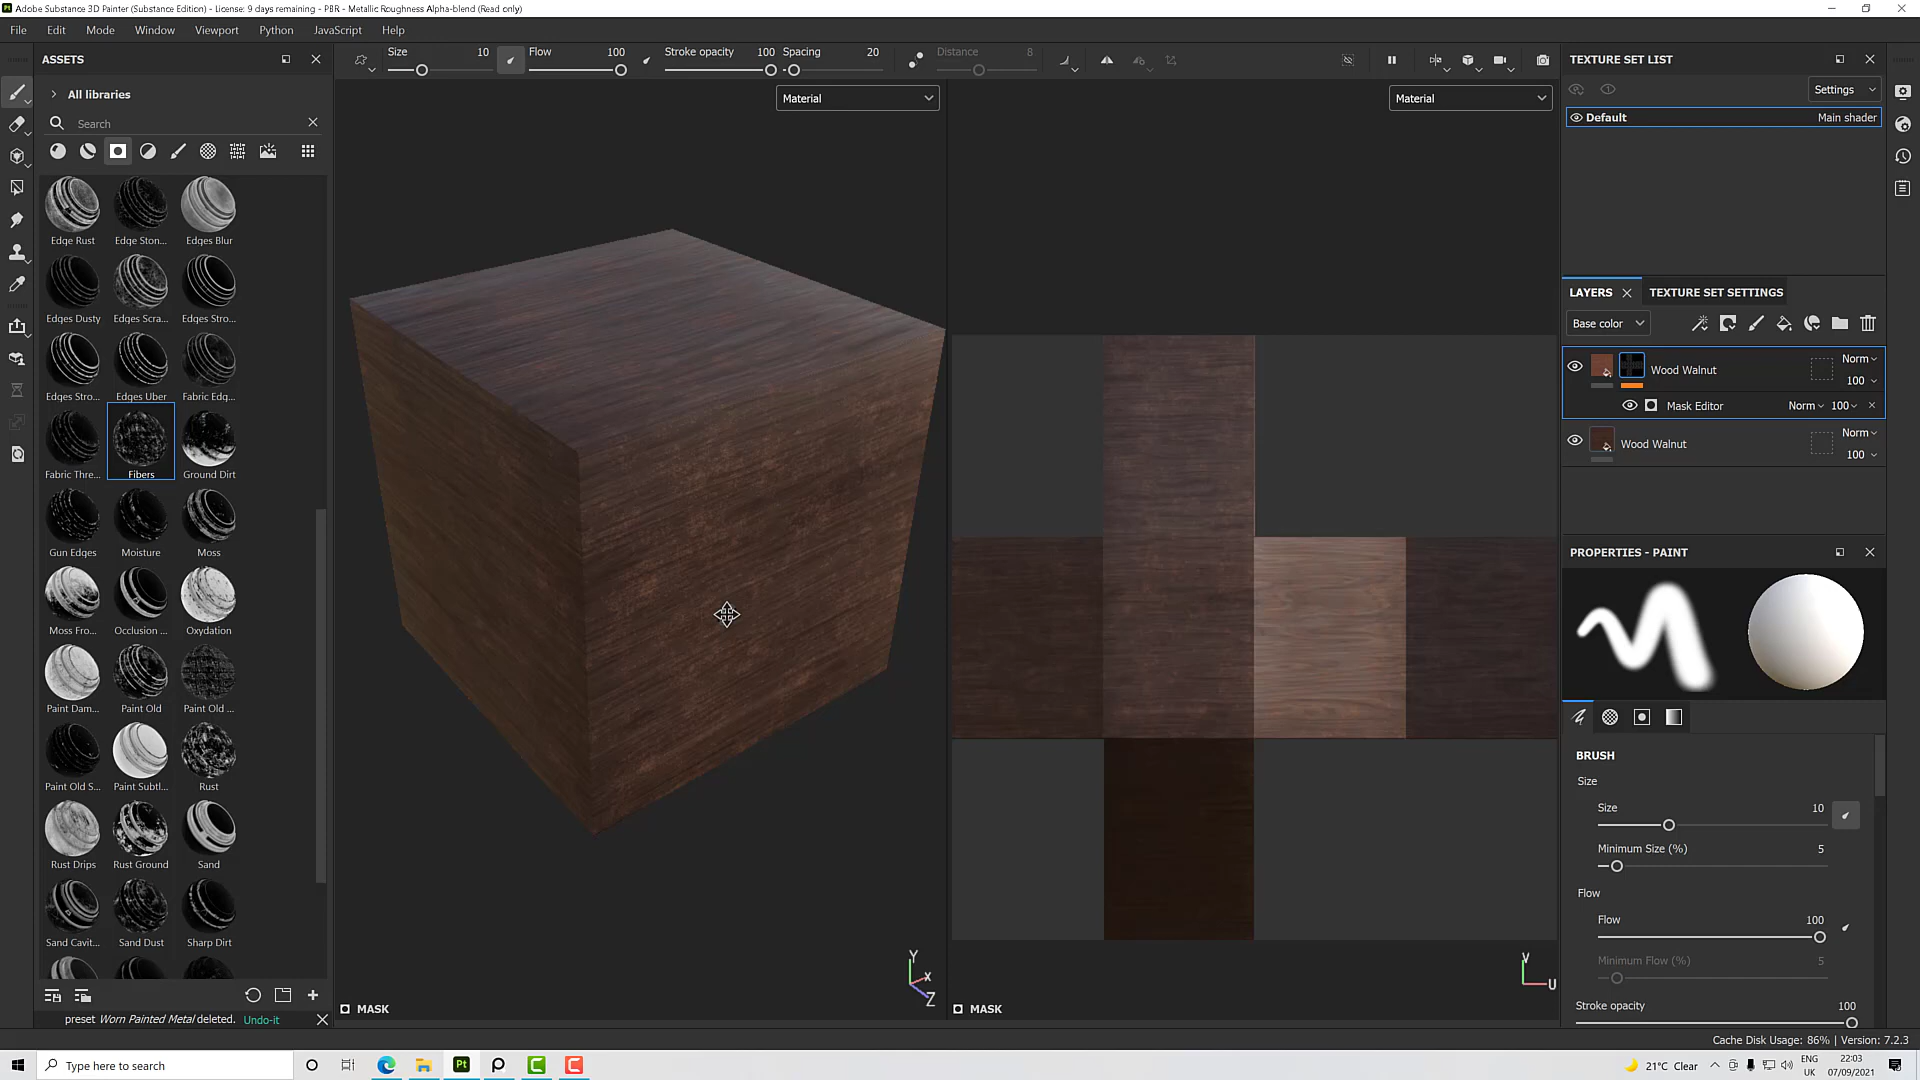 Adobe Substance 3D Painter (Substance Edition) - License: 9 days remaining - PBR - Metallic Roughness Alpha-blend (Read only)
File Edit Mode Window Viewport Python JavaScript Help
ASSETS
Size 10 Flow 100 Stroke opacity 100 Spacing 20 Distance 8
TEXTURE SET LIST
All libraries
Material
Material
Settings
Search
Default Main shader
Edge Rust Edge Ston... Edges Blur
Edges Dusty Edges Scra... Edges Stro...
LAYERS TEXTURE SET SETTINGS
Base color
Wood Walnut Norm 100
Edges Stro... Edges Uber Fabric Edg...
Mask Editor Norm 100
Wood Walnut Norm 100
Fabric Thre... Fibers Ground Dirt
Gun Edges Moisture Moss
PROPERTIES - PAINT
Moss Fro... Occlusion ... Oxydation
Paint Dam... Paint Old Paint Old ...
BRUSH
Size
Paint Old S... Paint Subtl... Rust
Size 10
Minimum Size (%) 5
Rust Drips Rust Ground Sand
Flow
Flow 100
Sand Cavit... Sand Dust Sharp Dirt
Minimum Flow (%) 5
Y X Z
V U
MASK
MASK
Stroke opacity 100
preset Worn Painted Metal deleted. Undo-it
Cache Disk Usage: 86% | Version: 7.2.3
Pt
Type here to search
Pt
21°C Clear
ENG
UK
22:03
07/09/2021